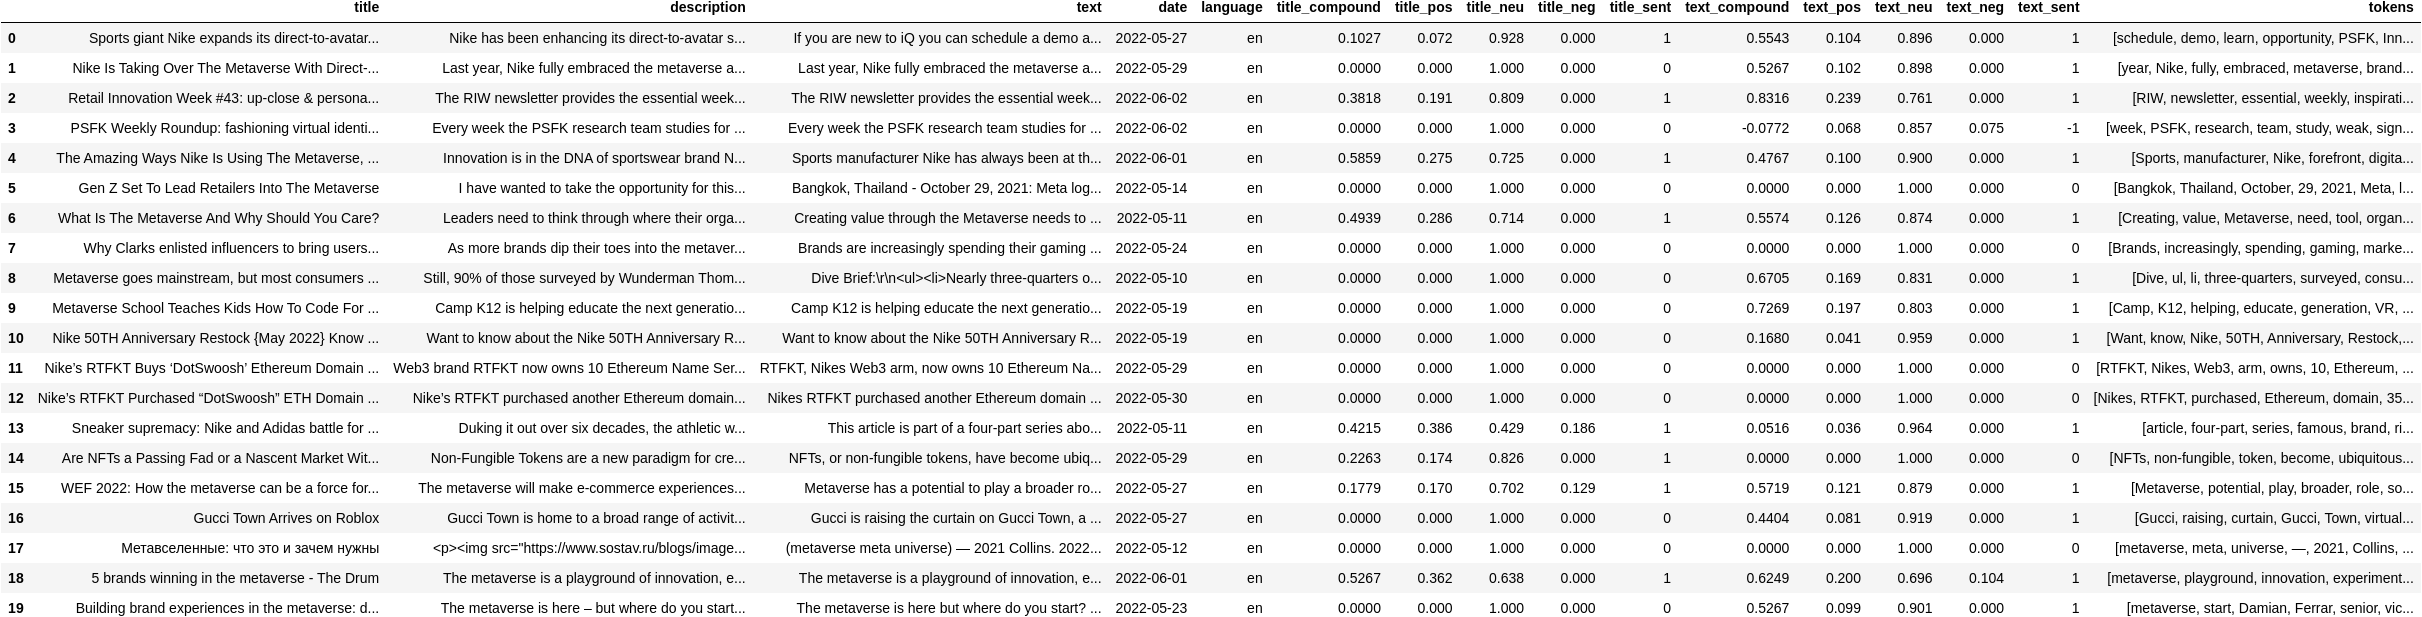 title description text date language title_compound title_pos title_neu title_neg title_sent text_compound text_pos text_neu text_neg text_sent tokens
0 Sports giant Nike expands its direct-to-avatar... Nike has been enhancing its direct-to-avatar s... If you are new to iQ you can schedule a demo a... 2022-05-27 en 0.1027 0.072 0.928 0.000 1 0.5543 0.104 0.896 0.000 1 [schedule, demo, learn, opportunity, PSFK, Inn...
1 Nike Is Taking Over The Metaverse With Direct-... Last year, Nike fully embraced the metaverse a... Last year, Nike fully embraced the metaverse a... 2022-05-29 en 0.0000 0.000 1.000 0.000 0 0.5267 0.102 0.898 0.000 1 [year, Nike, fully, embraced, metaverse, brand...
2 Retail Innovation Week #43: up-close & persona... The RIW newsletter provides the essential week... The RIW newsletter provides the essential week... 2022-06-02 en 0.3818 0.191 0.809 0.000 1 0.8316 0.239 0.761 0.000 1 [RIW, newsletter, essential, weekly, inspirati...
3 PSFK Weekly Roundup: fashioning virtual identi... Every week the PSFK research team studies for ... Every week the PSFK research team studies for ... 2022-06-02 en 0.0000 0.000 1.000 0.000 0 -0.0772 0.068 0.857 0.075 -1 [week, PSFK, research, team, study, weak, sign...
4 The Amazing Ways Nike Is Using The Metaverse, ... Innovation is in the DNA of sportswear brand N... Sports manufacturer Nike has always been at th... 2022-06-01 en 0.5859 0.275 0.725 0.000 1 0.4767 0.100 0.900 0.000 1 [Sports, manufacturer, Nike, forefront, digita...
5 Gen Z Set To Lead Retailers Into The Metaverse I have wanted to take the opportunity for this... Bangkok, Thailand - October 29, 2021: Meta log... 2022-05-14 en 0.0000 0.000 1.000 0.000 0 0.0000 0.000 1.000 0.000 0 [Bangkok, Thailand, October, 29, 2021, Meta, l...
6 What Is The Metaverse And Why Should You Care? Leaders need to think through where their orga... Creating value through the Metaverse needs to ... 2022-05-11 en 0.4939 0.286 0.714 0.000 1 0.5574 0.126 0.874 0.000 1 [Creating, value, Metaverse, need, tool, organ...
7 Why Clarks enlisted influencers to bring users... As more brands dip their toes into the metaver... Brands are increasingly spending their gaming ... 2022-05-24 en 0.0000 0.000 1.000 0.000 0 0.0000 0.000 1.000 0.000 0 [Brands, increasingly, spending, gaming, marke...
8 Metaverse goes mainstream, but most consumers ... Still, 90% of those surveyed by Wunderman Thom... Dive Brief:\r\n<ul><li>Nearly three-quarters o... 2022-05-10 en 0.0000 0.000 1.000 0.000 0 0.6705 0.169 0.831 0.000 1 [Dive, ul, li, three-quarters, surveyed, consu...
9 Metaverse School Teaches Kids How To Code For ... Camp K12 is helping educate the next generatio... Camp K12 is helping educate the next generatio... 2022-05-19 en 0.0000 0.000 1.000 0.000 0 0.7269 0.197 0.803 0.000 1 [Camp, K12, helping, educate, generation, VR, ...
10 Nike 50TH Anniversary Restock {May 2022} Know ... Want to know about the Nike 50TH Anniversary R... Want to know about the Nike 50TH Anniversary R... 2022-05-19 en 0.0000 0.000 1.000 0.000 0 0.1680 0.041 0.959 0.000 1 [Want, know, Nike, 50TH, Anniversary, Restock,...
11 Nike’s RTFKT Buys ‘DotSwoosh’ Ethereum Domain ... Web3 brand RTFKT now owns 10 Ethereum Name Ser... RTFKT, Nikes Web3 arm, now owns 10 Ethereum Na... 2022-05-29 en 0.0000 0.000 1.000 0.000 0 0.0000 0.000 1.000 0.000 0 [RTFKT, Nikes, Web3, arm, owns, 10, Ethereum, ...
12 Nike’s RTFKT Purchased “DotSwoosh” ETH Domain ... Nike’s RTFKT purchased another Ethereum domain... Nikes RTFKT purchased another Ethereum domain ... 2022-05-30 en 0.0000 0.000 1.000 0.000 0 0.0000 0.000 1.000 0.000 0 [Nikes, RTFKT, purchased, Ethereum, domain, 35...
13 Sneaker supremacy: Nike and Adidas battle for ... Duking it out over six decades, the athletic w... This article is part of a four-part series abo... 2022-05-11 en 0.4215 0.386 0.429 0.186 1 0.0516 0.036 0.964 0.000 1 [article, four-part, series, famous, brand, ri...
14 Are NFTs a Passing Fad or a Nascent Market Wit... Non-Fungible Tokens are a new paradigm for cre... NFTs, or non-fungible tokens, have become ubiq... 2022-05-29 en 0.2263 0.174 0.826 0.000 1 0.0000 0.000 1.000 0.000 0 [NFTs, non-fungible, token, become, ubiquitous...
15 WEF 2022: How the metaverse can be a force for... The metaverse will make e-commerce experiences... Metaverse has a potential to play a broader ro... 2022-05-27 en 0.1779 0.170 0.702 0.129 1 0.5719 0.121 0.879 0.000 1 [Metaverse, potential, play, broader, role, so...
16 Gucci Town Arrives on Roblox Gucci Town is home to a broad range of activit... Gucci is raising the curtain on Gucci Town, a ... 2022-05-27 en 0.0000 0.000 1.000 0.000 0 0.4404 0.081 0.919 0.000 1 [Gucci, raising, curtain, Gucci, Town, virtual...
17 Метавселенные: что это и зачем нужны <p><img src="https://www.sostav.ru/blogs/image... (metaverse meta universe) — 2021 Collins. 2022... 2022-05-12 en 0.0000 0.000 1.000 0.000 0 0.0000 0.000 1.000 0.000 0 [metaverse, meta, universe, —, 2021, Collins, ...
18 5 brands winning in the metaverse - The Drum The metaverse is a playground of innovation, e... The metaverse is a playground of innovation, e... 2022-06-01 en 0.5267 0.362 0.638 0.000 1 0.6249 0.200 0.696 0.104 1 [metaverse, playground, innovation, experiment...
19 Building brand experiences in the metaverse: d... The metaverse is here – but where do you start... The metaverse is here but where do you start? ... 2022-05-23 en 0.0000 0.000 1.000 0.000 0 0.5267 0.099 0.901 0.000 1 [metaverse, start, Damian, Ferrar, senior, vic...